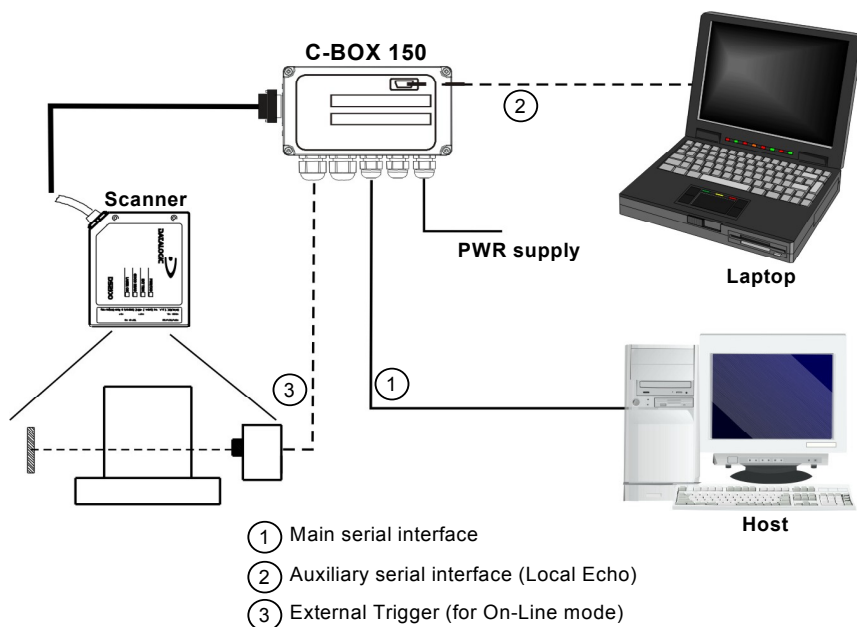 C-BOX 150
2
Scanner
DATALOGIC
PWR supply
Laptop
3
1
Host
1 Main serial interface
2 Auxiliary serial interface (Local Echo)
3 External Trigger (for On-Line mode)